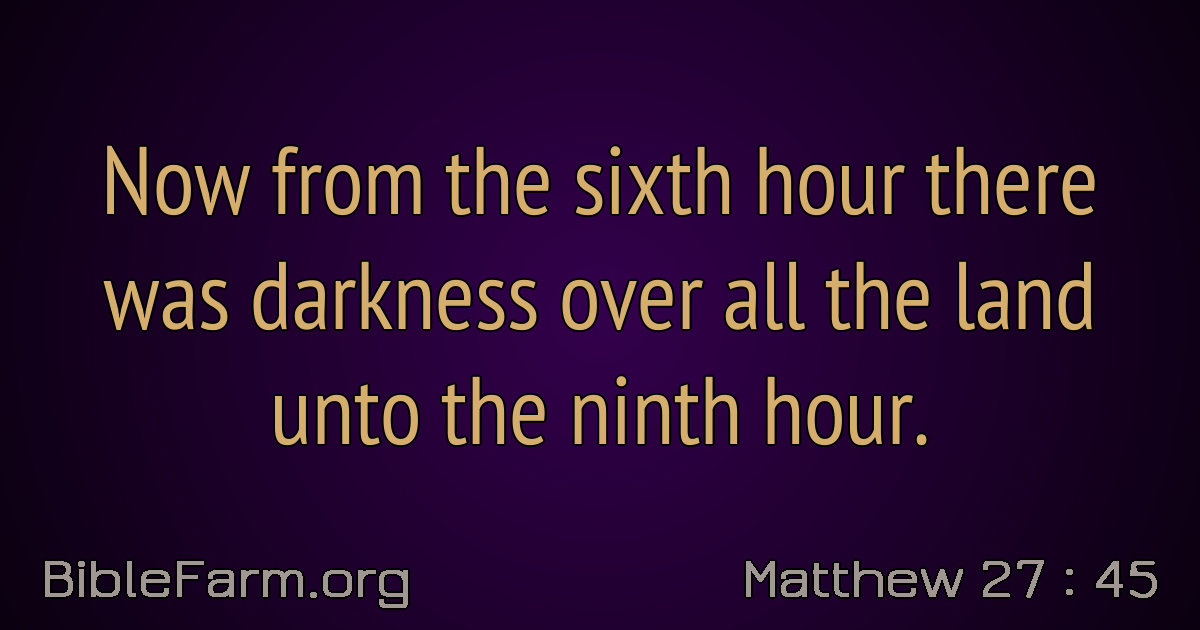 Now from the sixth hour there
was darkness over all the land
unto the ninth hour.
BibleFarm.org
Matthew 27 : 45